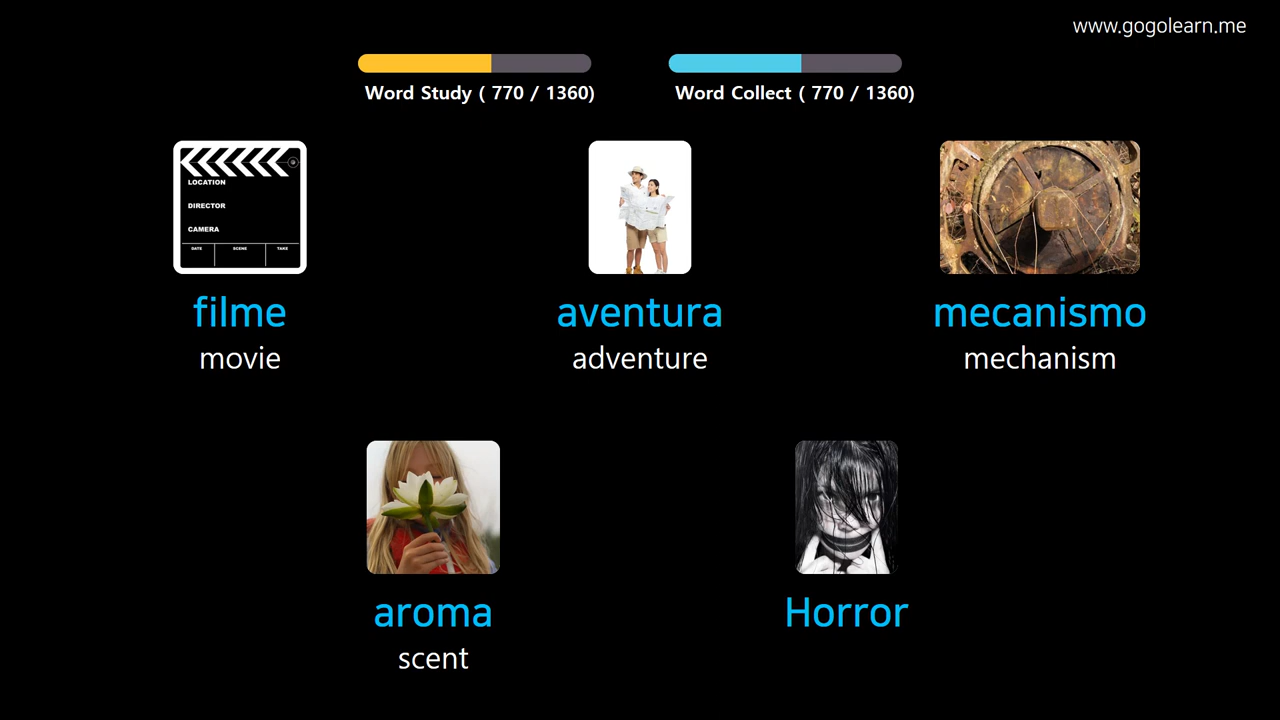 www.gogolearn.me
Word Study ( 770 / 1360)
Word Collect ( 770 / 1360)
LOCATION
DIRECTOR
CAMERA
DATE SCENE TAKE
filme
movie
aventura
adventure
mecanismo
mechanism
aroma
scent
Horror